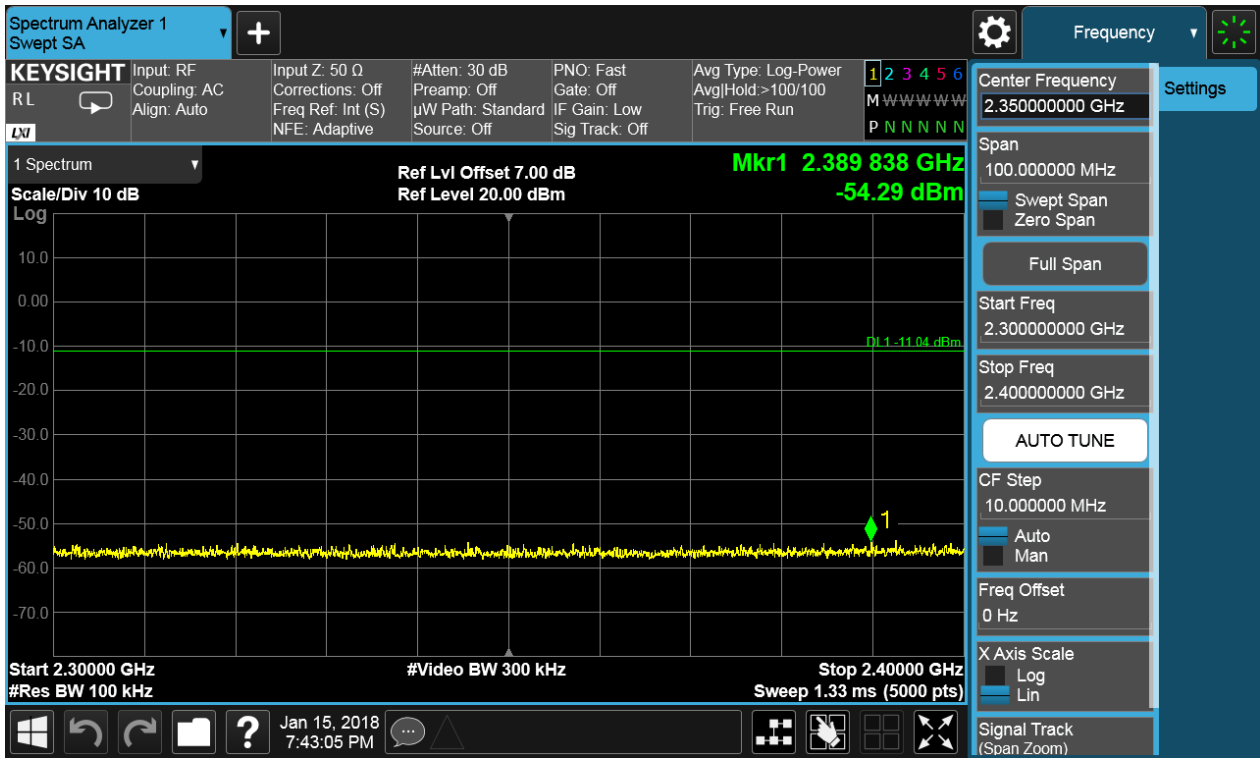 Spectrum Analyzer 1
Swept SA
+
Frequency
KEYSIGHT
R L
LXI
Input: RF
Coupling: AC
Align: Auto
Input Z: 50 Ω
Corrections: Off
Freq Ref: Int (S)
NFE: Adaptive
#Atten: 30 dB
Preamp: Off
µW Path: Standard
Source: Off
PNO: Fast
Gate: Off
IF Gain: Low
Sig Track: Off
Avg Type: Log-Power
Avg|Hold:>100/100
Trig: Free Run
1 2 3 4 5 6
M W W W W W
P N N N N N
1 Spectrum
Scale/Div 10 dB
Log
Ref Lvl Offset 7.00 dB
Ref Level 20.00 dBm
Mkr1 2.389 838 GHz
-54.29 dBm
10.0
0.00
-10.0
-20.0
-30.0
-40.0
-50.0
-60.0
-70.0
DL1 -11.04 dBm
1
Start 2.30000 GHz
#Res BW 100 kHz
#Video BW 300 kHz
Stop 2.40000 GHz
Sweep 1.33 ms (5000 pts)
Center Frequency
2.350000000 GHz
Span
100.000000 MHz
Swept Span
Zero Span
Full Span
Start Freq
2.300000000 GHz
Stop Freq
2.400000000 GHz
AUTO TUNE
CF Step
10.000000 MHz
Auto
Man
Freq Offset
0 Hz
X Axis Scale
Log
Lin
Signal Track
(Span Zoom)
Settings
?
Jan 15, 2018
7:43:05 PM